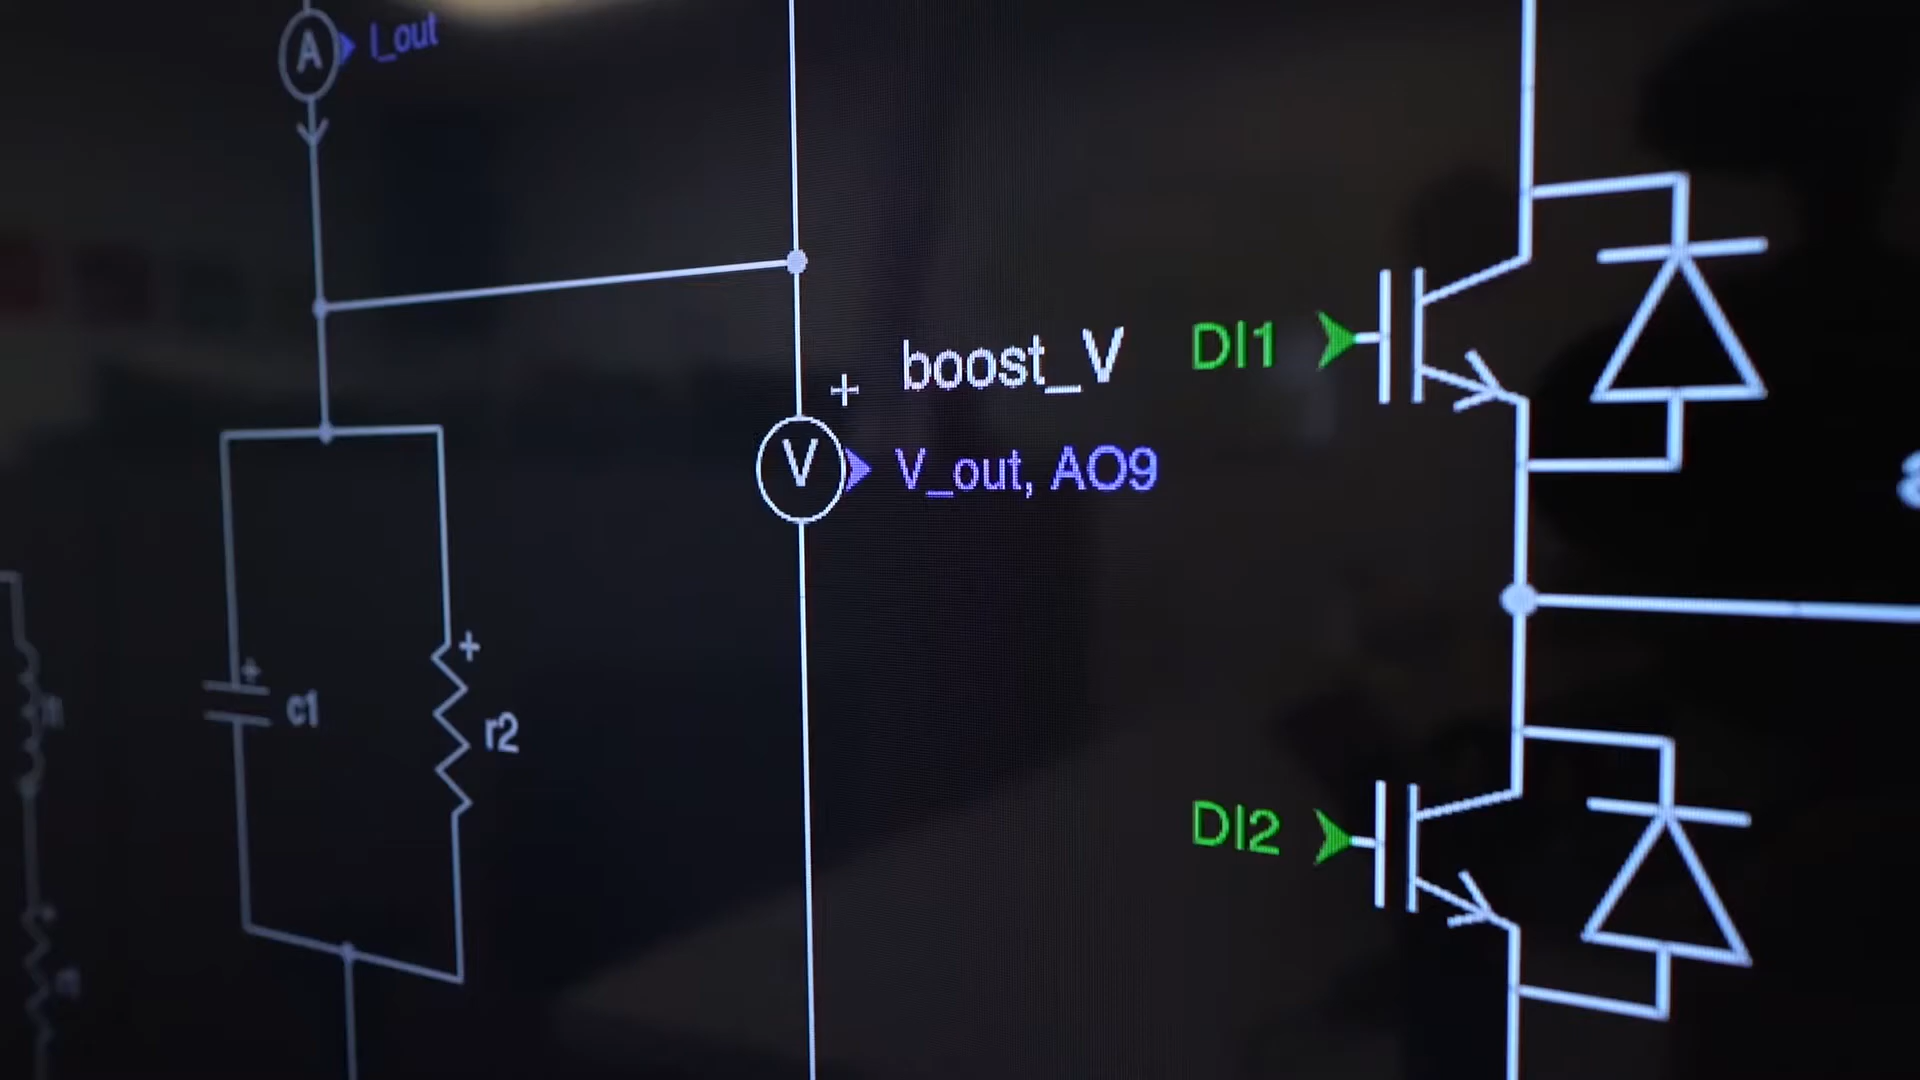 A I_out
boost_V
+
V
V_out, AO9
DI1
+
c1
+
r2
DI2